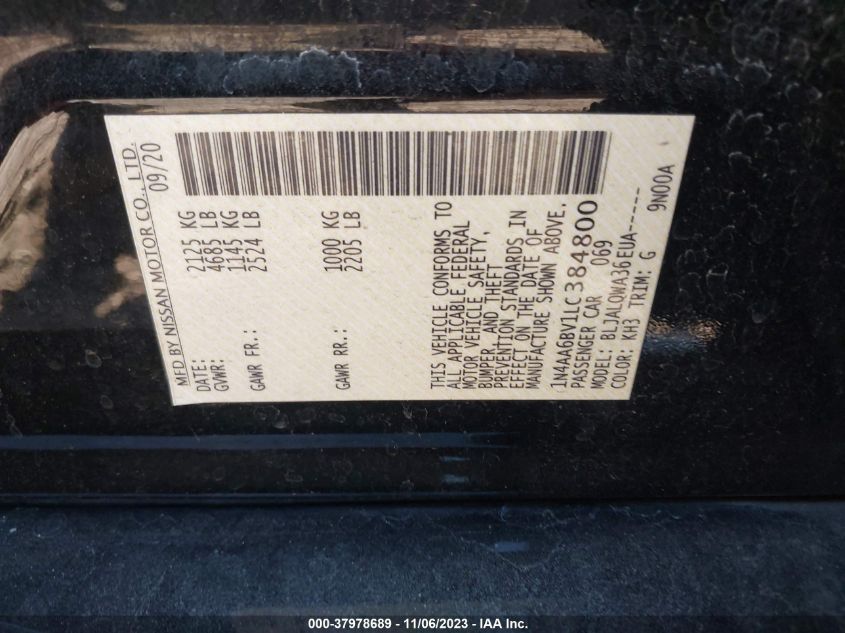 MFD BY NISSAN MOTOR CO., LTD.
DATE: 09/20
GVWR: 2125 KG
4685 LB
GAWR FR.: 1145 KG
2524 LB
GAWR RR.: 1000 KG
2205 LB
THIS VEHICLE CONFORMS TO
ALL APPLICABLE FEDERAL
MOTOR VEHICLE SAFETY,
BUMPER, AND THEFT
PREVENTION STANDARDS IN
EFFECT ON THE DATE OF
MANUFACTURE SHOWN ABOVE.
1N4AA6BV1LC384800
PASSENGER CAR 069
MODEL: BLJALQWA36EUA------
COLOR: KH3 TRIM: G 9N00A
000-37978689 - 11/06/2023 - IAA Inc.